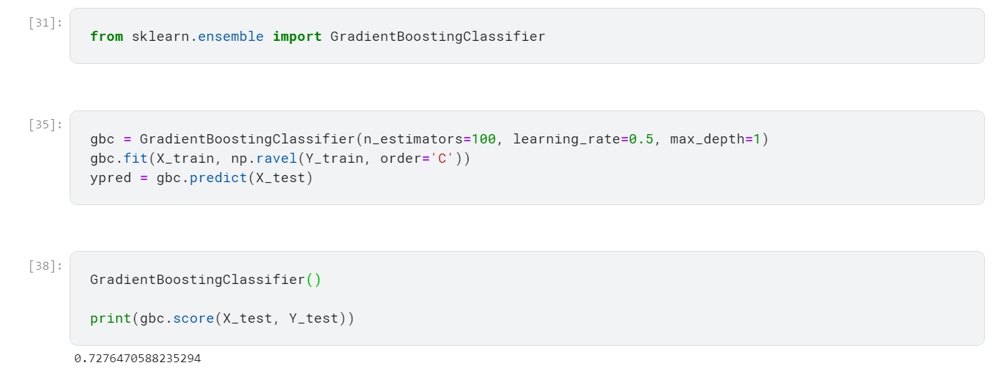 [31]:
from sklearn.ensemble import GradientBoostingClassifier
[35]:
gbc = GradientBoostingClassifier(n_estimators=100, learning_rate=0.5, max_depth=1)
gbc.fit(X_train, np.ravel(Y_train, order='C'))
ypred = gbc.predict(X_test)
[38]:
GradientBoostingClassifier()
print(gbc.score(X_test, Y_test))
0.7276470588235294